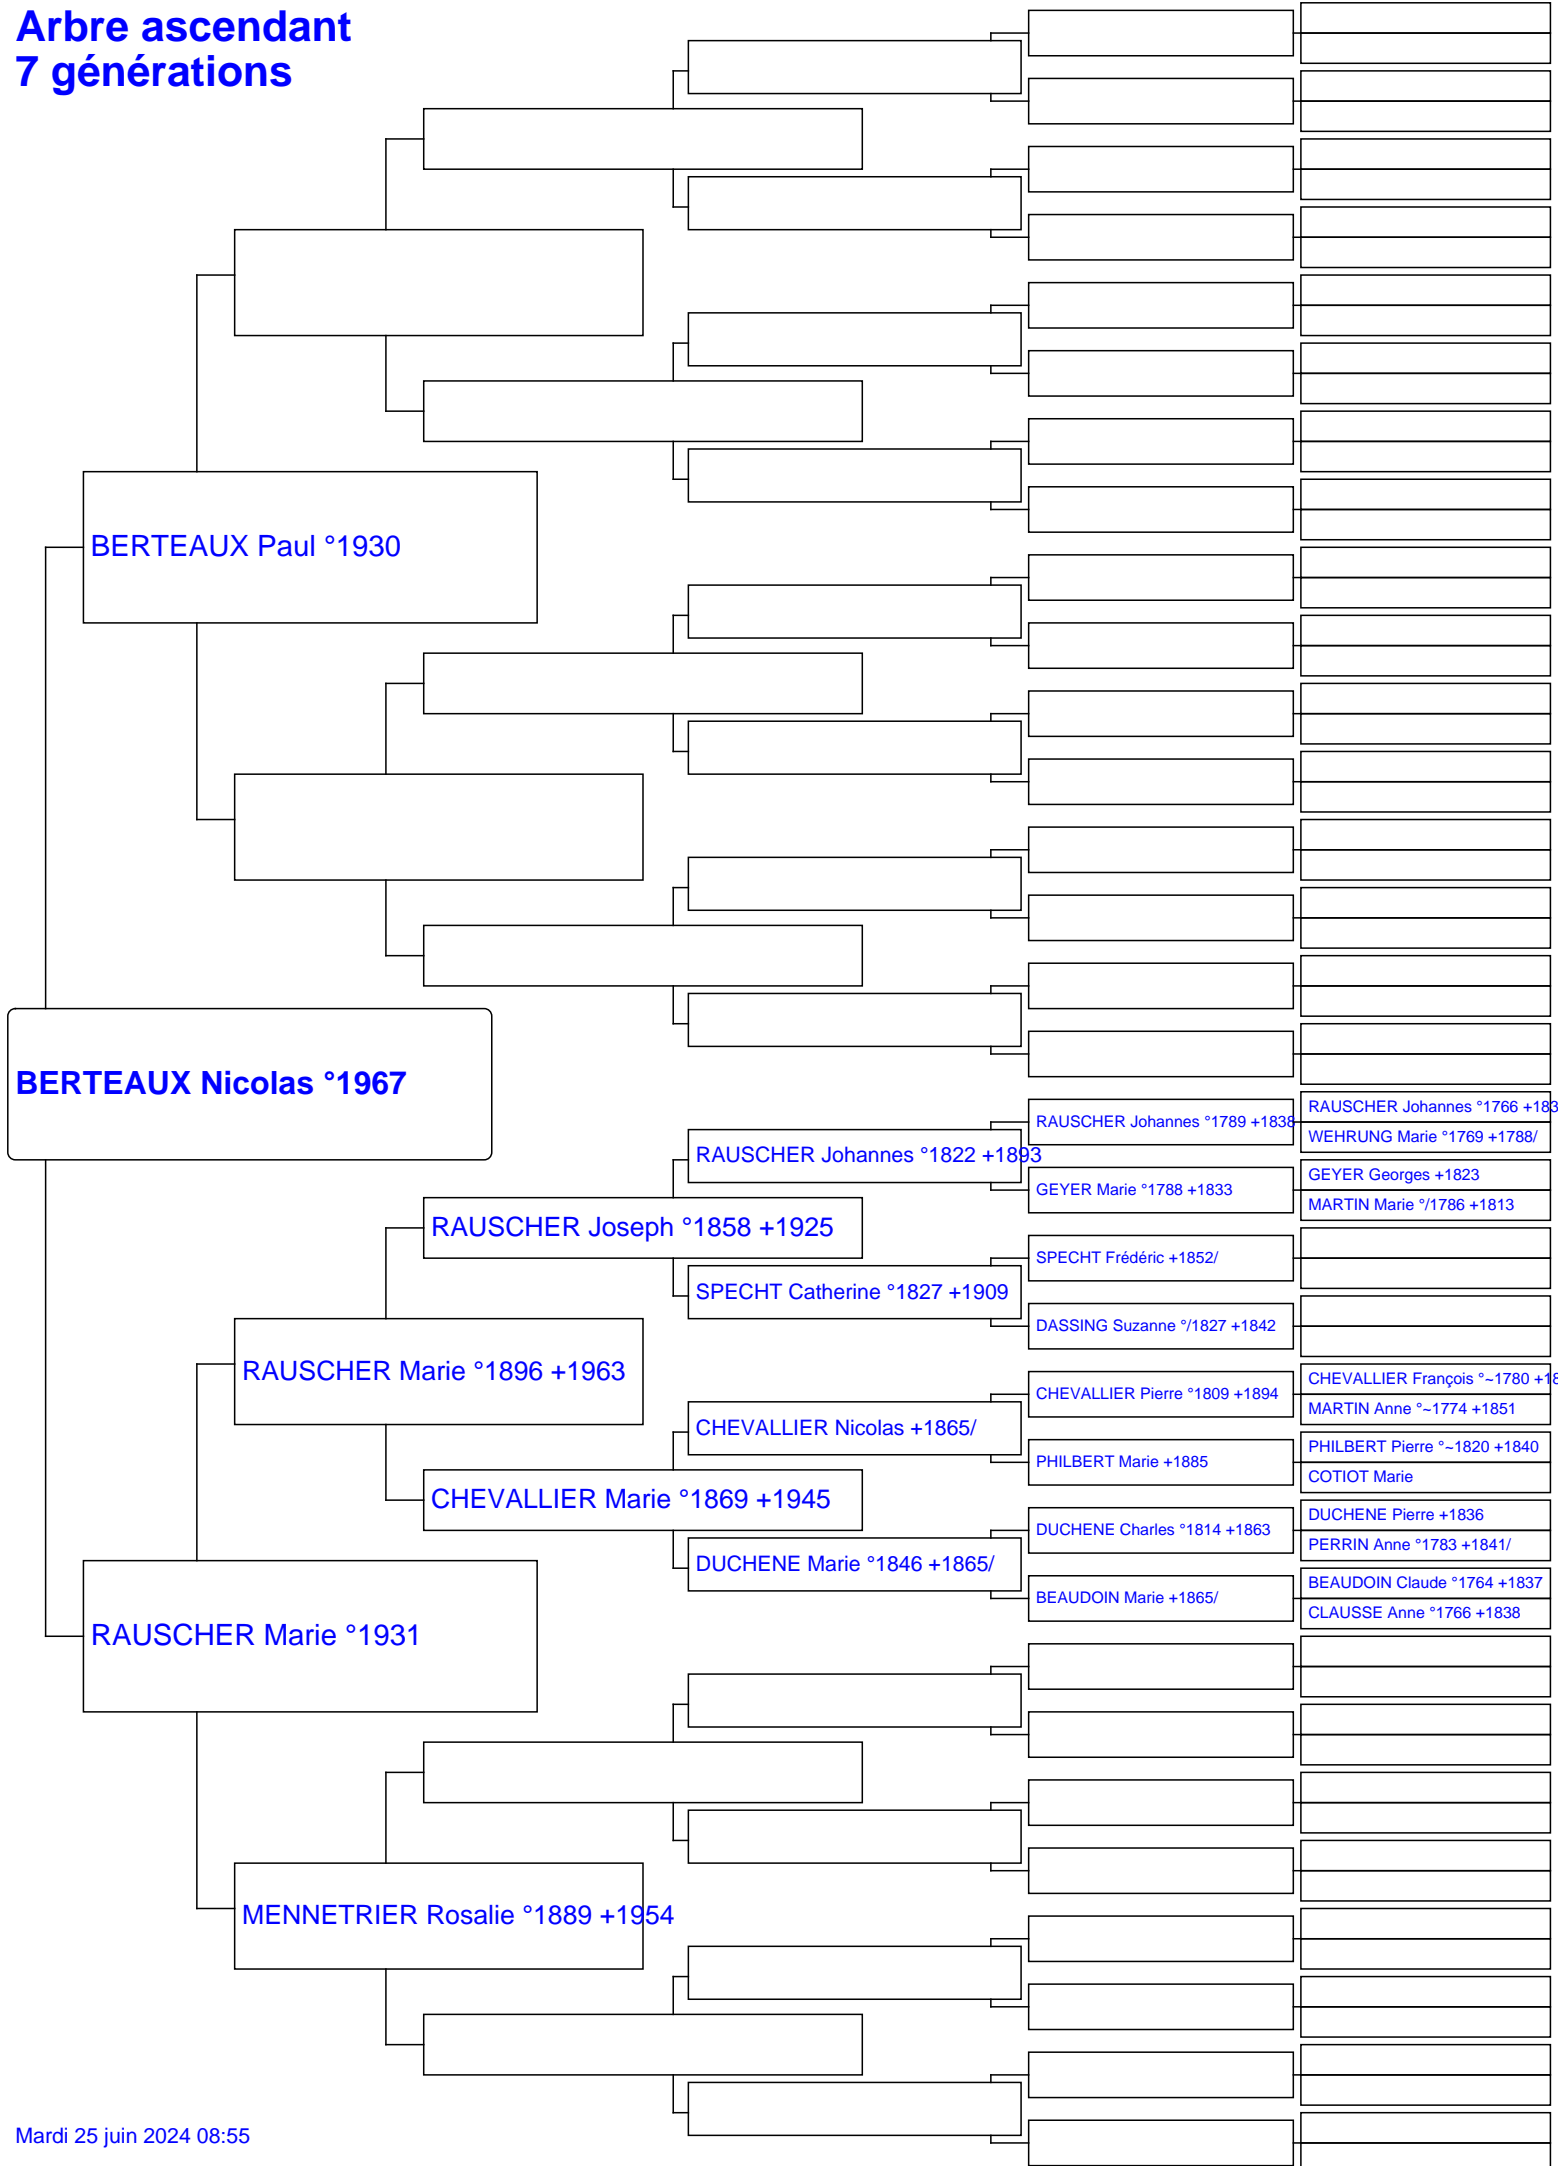 Arbre ascendant
7 générations
BERTEAUX Paul °1930
BERTEAUX Nicolas °1967
RAUSCHER Johannes °1766 +183
RAUSCHER Johannes °1789 +1838
WEHRUNG Marie °1769 +1788/
RAUSCHER Johannes °1822 +1893
GEYER Georges +1823
GEYER Marie °1788 +1833
MARTIN Marie °/1786 +1813
RAUSCHER Joseph °1858 +1925
SPECHT Frédéric +1852/
SPECHT Catherine °1827 +1909
DASSING Suzanne °/1827 +1842
RAUSCHER Marie °1896 +1963
CHEVALLIER François °~1780 +18
CHEVALLIER Pierre °1809 +1894
MARTIN Anne °~1774 +1851
CHEVALLIER Nicolas +1865/
PHILBERT Pierre °~1820 +1840
PHILBERT Marie +1885
COTIOT Marie
CHEVALLIER Marie °1869 +1945
DUCHENE Pierre +1836
DUCHENE Charles °1814 +1863
PERRIN Anne °1783 +1841/
DUCHENE Marie °1846 +1865/
BEAUDOIN Claude °1764 +1837
BEAUDOIN Marie +1865/
CLAUSSE Anne °1766 +1838
RAUSCHER Marie °1931
MENNETRIER Rosalie °1889 +1954
Mardi 25 juin 2024 08:55